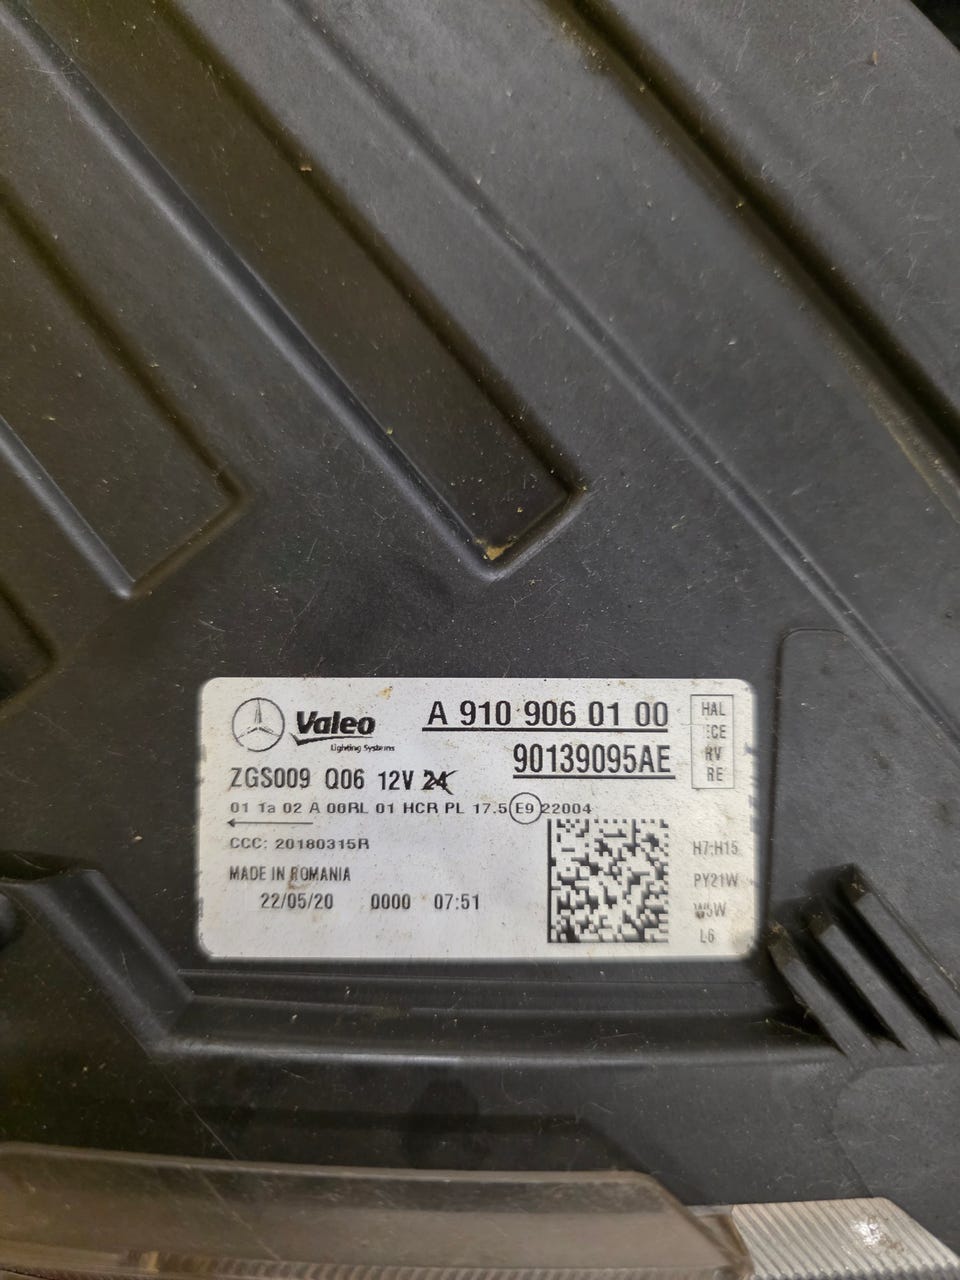 Valeo
Lighting Systems
A 910 906 01 00
90139095AE
HAL
ECE
RV
RE
ZGS009 Q06 12V 24
01 1a 02 A 00RL 01 HCR PL 17.5 E9 22004
CCC: 20180315R
MADE IN ROMANIA
22/05/20 0000 07:51
H7;H15
PY21W
W5W
L6